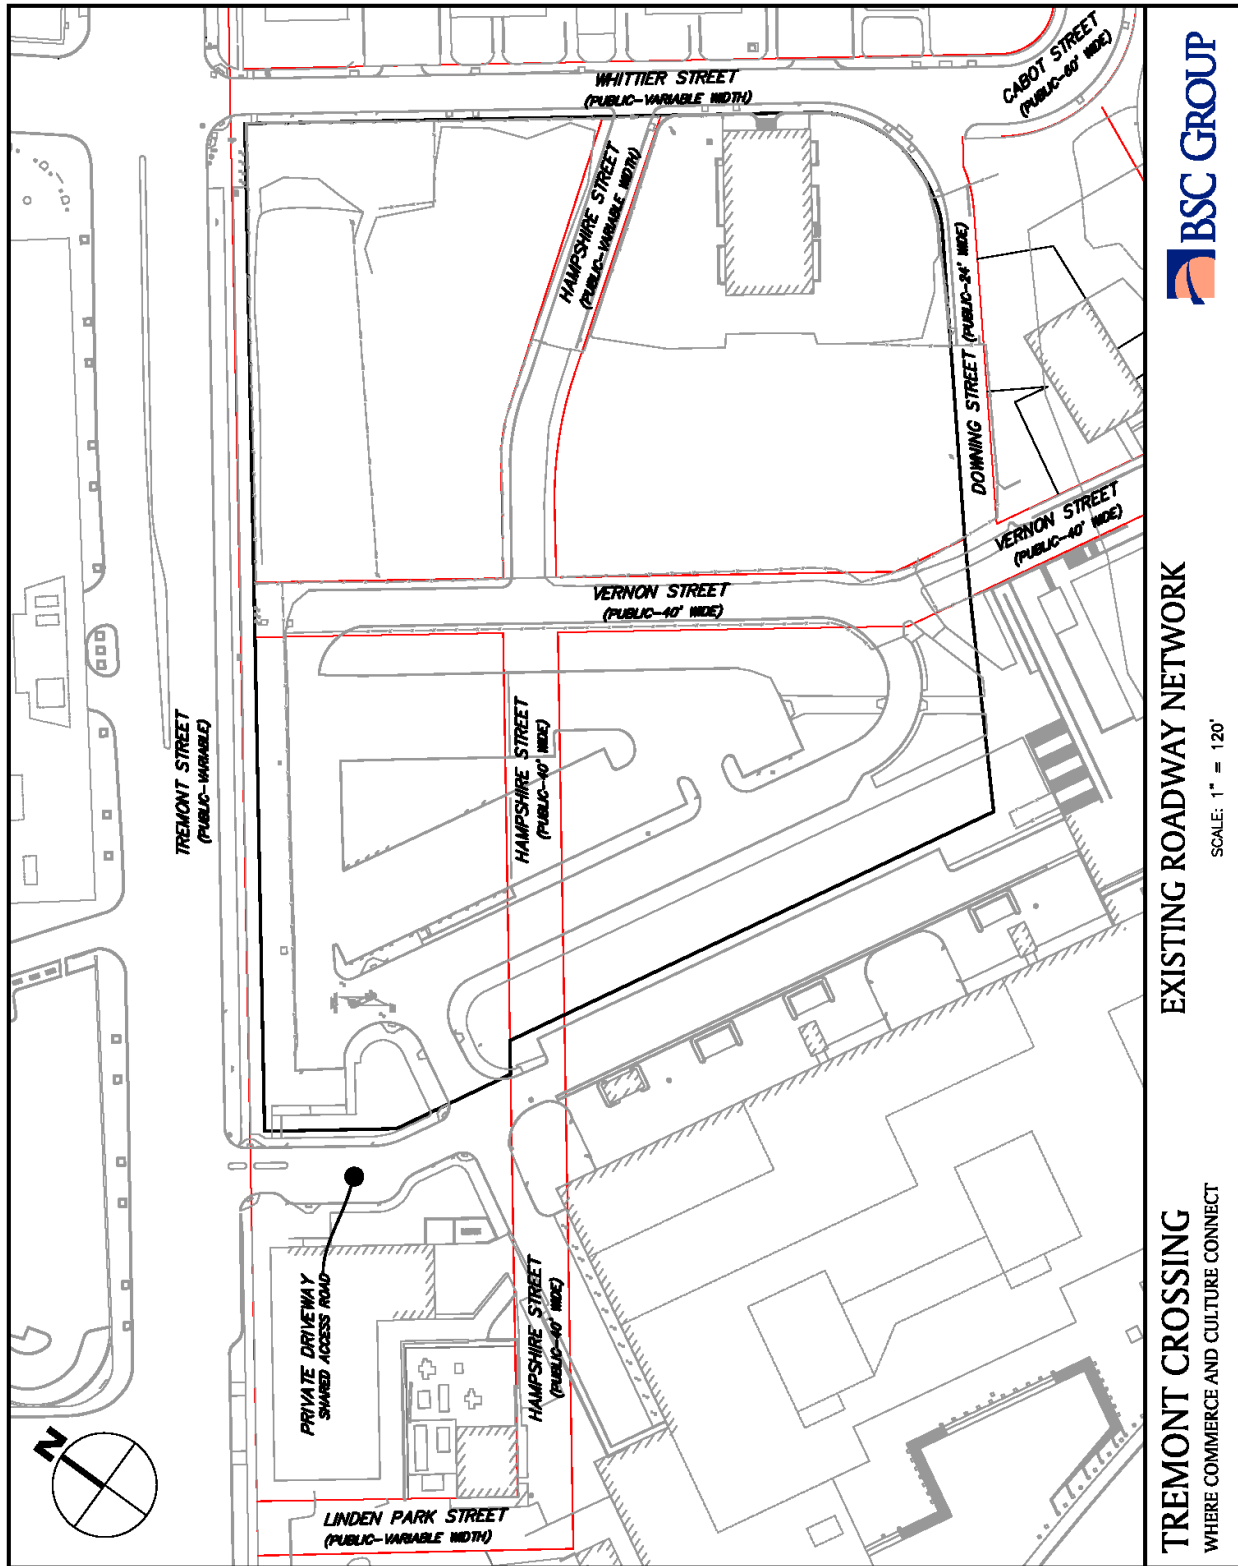 WHITTIER STREET
(PUBLIC-VARIABLE WIDTH)
CABOT STREET
(PUBLIC-60' WIDE)
HAMPSHIRE STREET
(PUBLIC-VARIABLE WIDTH)
DOWNING STREET (PUBLIC-24' WIDE)
VERNON STREET
(PUBLIC-40' WIDE)
VERNON STREET
(PUBLIC-40' WIDE)
TREMONT STREET
(PUBLIC-VARIABLE)
HAMPSHIRE STREET
(PUBLIC-40' WIDE)
PRIVATE DRIVEWAY
SHARED ACCESS ROAD
HAMPSHIRE STREET
(PUBLIC-40' WIDE)
LINDEN PARK STREET
(PUBLIC-VARIABLE WIDTH)
N
TREMONT CROSSING
WHERE COMMERCE AND CULTURE CONNECT
EXISTING ROADWAY NETWORK
SCALE: 1" = 120'
BSC GROUP